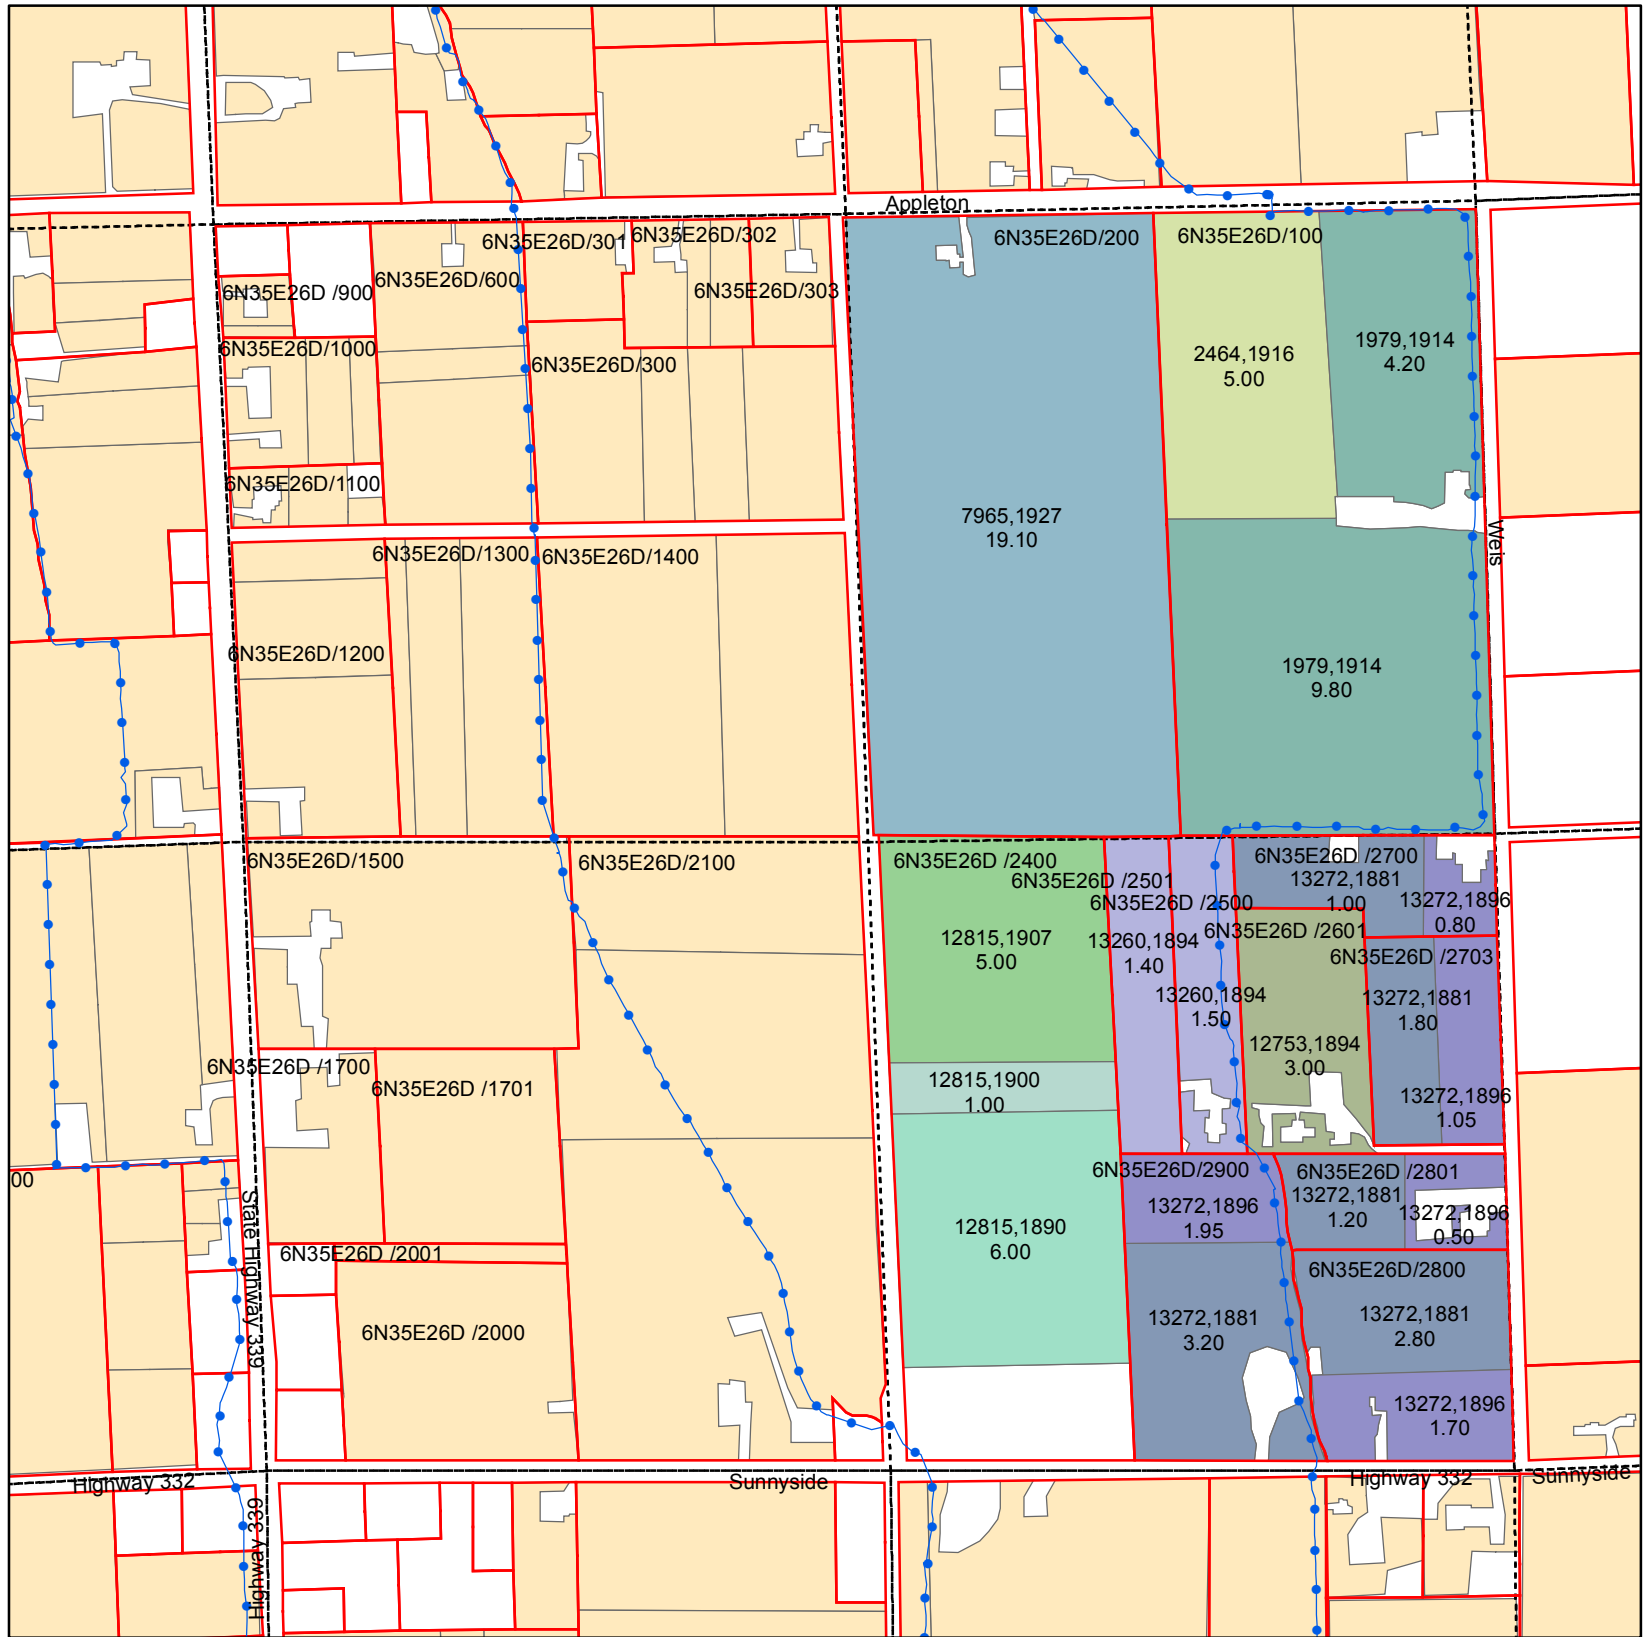 Appleton
6N35E26D/301
6N35E26D/302
6N35E26D/200
6N35E26D/100
6N35E26D /900
6N35E26D/600
6N35E26D/303
6N35E26D/1000
6N35E26D/300
2464,1916
5.00
1979,1914
4.20
6N35E26D/1100
7965,1927
19.10
Weis
6N35E26D/1300
6N35E26D/1400
6N35E26D/1200
1979,1914
9.80
6N35E26D/1500
6N35E26D/2100
6N35E26D /2400
6N35E26D /2501
6N35E26D /2500
6N35E26D /2700
13272,1881
1.00
13272,1896
0.80
12815,1907
5.00
13260,1894
1.40
6N35E26D /2601
6N35E26D /2703
13260,1894
1.50
13272,1881
1.80
12753,1894
3.00
6N35E26D /1700
6N35E26D /1701
12815,1900
1.00
13272,1896
1.05
00
State Highway 339
6N35E26D/2900
13272,1896
1.95
6N35E26D /2801
13272,1881
1.20
13272,1896
0.50
12815,1890
6.00
6N35E26D /2001
6N35E26D/2800
6N35E26D /2000
13272,1881
3.20
13272,1881
2.80
13272,1896
1.70
Highway 332
Sunnyside
Highway 332
Sunnyside
Highway 339